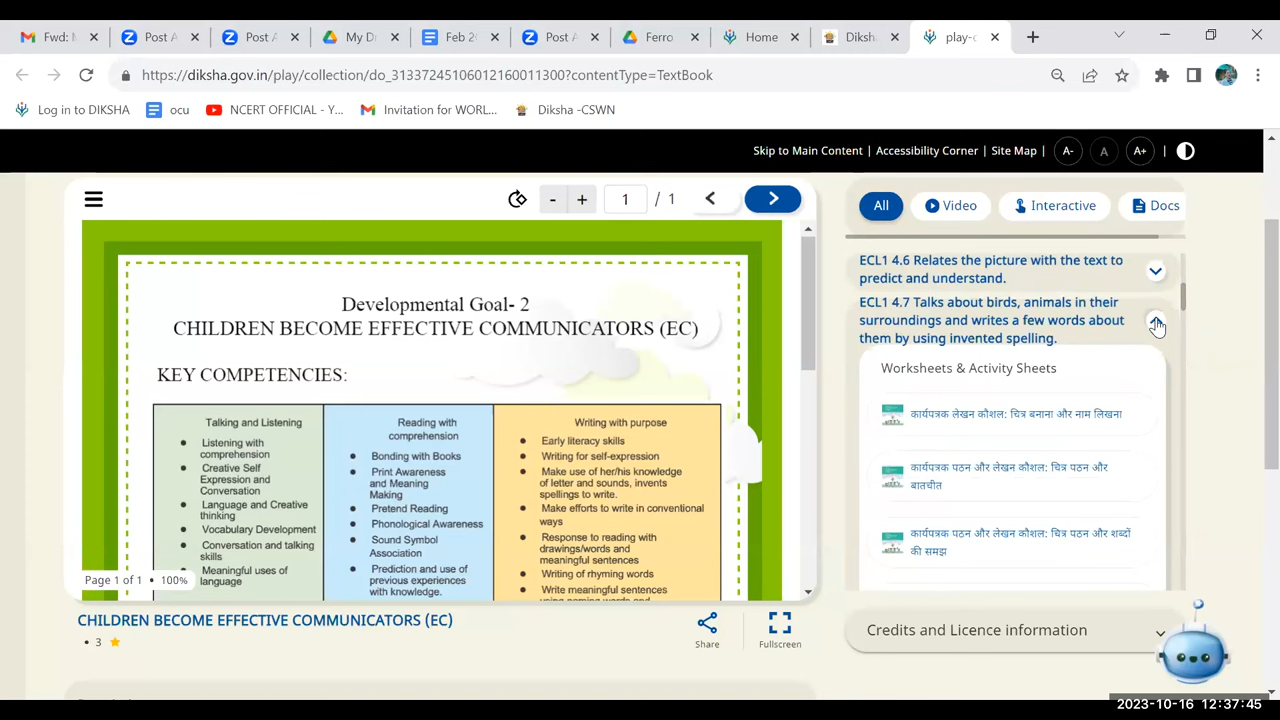 Fwd: M
Post A
Post A
My Dr
Feb 2
Post A
Ferro
Home
Diksha
play-c
https://diksha.gov.in/play/collection/do_31337245106012160011300?contentType=TextBook
Log in to DIKSHA
ocu
NCERT OFFICIAL - Y...
Invitation for WORL...
Diksha -CSWN
Skip to Main Content | Accessibility Corner | Site Map | A- A A+ |
- + 1 / 1
All Video Interactive Docs
Developmental Goal- 2
CHILDREN BECOME EFFECTIVE COMMUNICATORS (EC)
KEY COMPETENCIES:
Talking and Listening
Listening with
comprehension
Creative Self
Expression and
Conversation
Language and Creative
thinking
Vocabulary Development
Conversation and talking
skills
Meaningful uses of
language
Reading with
comprehension
Bonding with Books
Print Awareness
and Meaning
Making
Pretend Reading
Phonological Awareness
Sound Symbol
Association
Prediction and use of
previous experiences
with knowledge.
Writing with purpose
Early literacy skills
Writing for self-expression
Make use of her/his knowledge
of letter and sounds, invents
spellings to write.
Make efforts to write in conventional
ways
Response to reading with
drawings/words and
meaningful sentences
Writing of rhyming words
Write meaningful sentences
Page 1 of 1 • 100%
CHILDREN BECOME EFFECTIVE COMMUNICATORS (EC)
• 3
Share
Fullscreen
ECL1 4.6 Relates the picture with the text to
predict and understand.
ECL1 4.7 Talks about birds, animals in their
surroundings and writes a few words about
them by using invented spelling.
Worksheets & Activity Sheets
कार्यपत्रक लेखन कौशल: चित्र बनाना और नाम लिखना
कार्यपत्रक पठन और लेखन कौशल: चित्र पठन और
बातचीत
कार्यपत्रक पठन और लेखन कौशल: चित्र पठन और शब्दों
की समझ
Credits and Licence information
2023-10-16 12:37:45